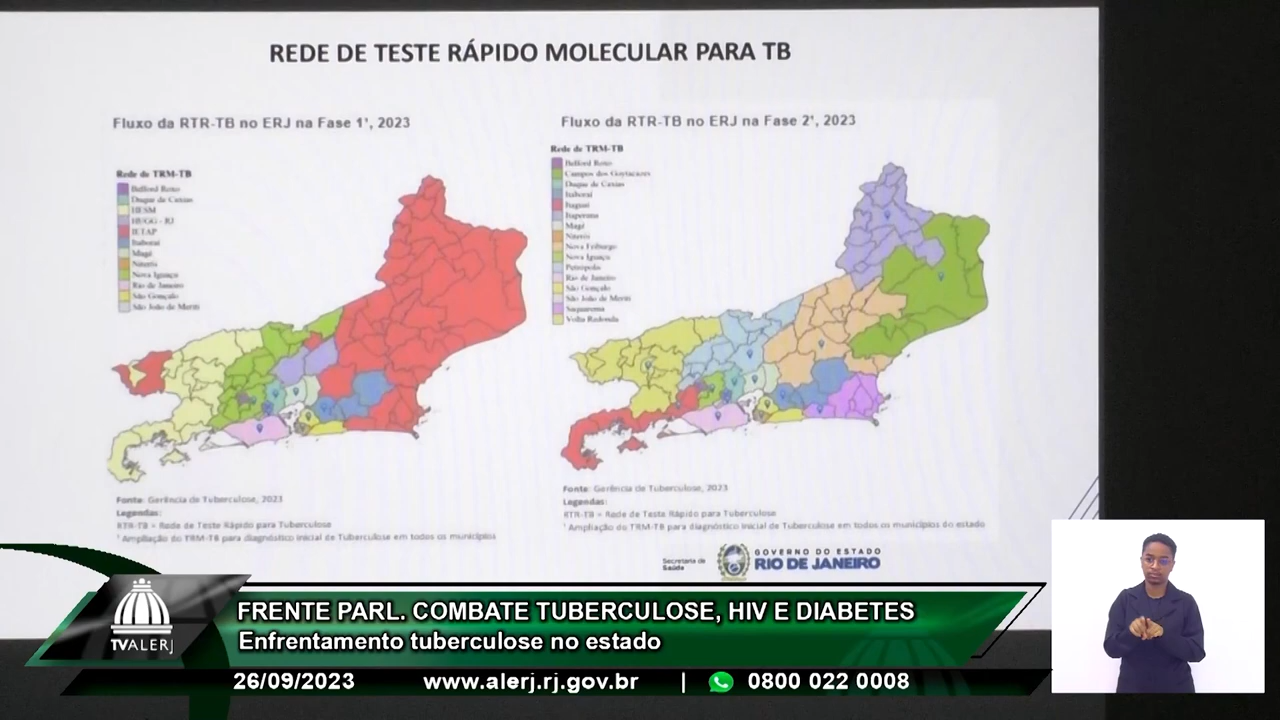 REDE DE TESTE RÁPIDO MOLECULAR PARA TB
Fluxo da RTR-TB no ERJ na Fase 1¹, 2023
Rede de TRM-TB
Belford Roxo
Duque de Caxias
HESM
HUGG - RJ
IETAP
Itaboraí
Magé
Niterói
Nova Iguaçu
Rio de Janeiro
São Gonçalo
São João de Meriti
Fonte: Gerência de Tuberculose, 2023
Legendas:
RTR-TB = Rede de Teste Rápido para Tuberculose
¹ Ampliação do TRM-TB para diagnóstico inicial de Tuberculose em todos os municípios
Fluxo da RTR-TB no ERJ na Fase 2¹, 2023
Rede de TRM-TB
Belford Roxo
Campos dos Goytacazes
Duque de Caxias
Itaboraí
Itaguaí
Itaperuna
Magé
Niterói
Nova Friburgo
Nova Iguaçu
Petrópolis
Rio de Janeiro
São Gonçalo
São João de Meriti
Saquarema
Volta Redonda
Fonte: Gerência de Tuberculose, 2023
Legendas:
RTR-TB = Rede de Teste Rápido para Tuberculose
¹ Ampliação do TRM-TB para diagnóstico inicial de Tuberculose em todos os municípios do estado
Secretaria de
Saúde
GOVERNO DO ESTADO
RIO DE JANEIRO
TVALERJ
FRENTE PARL. COMBATE TUBERCULOSE, HIV E DIABETES
Enfrentamento tuberculose no estado
26/09/2023 www.alerj.rj.gov.br | 0800 022 0008